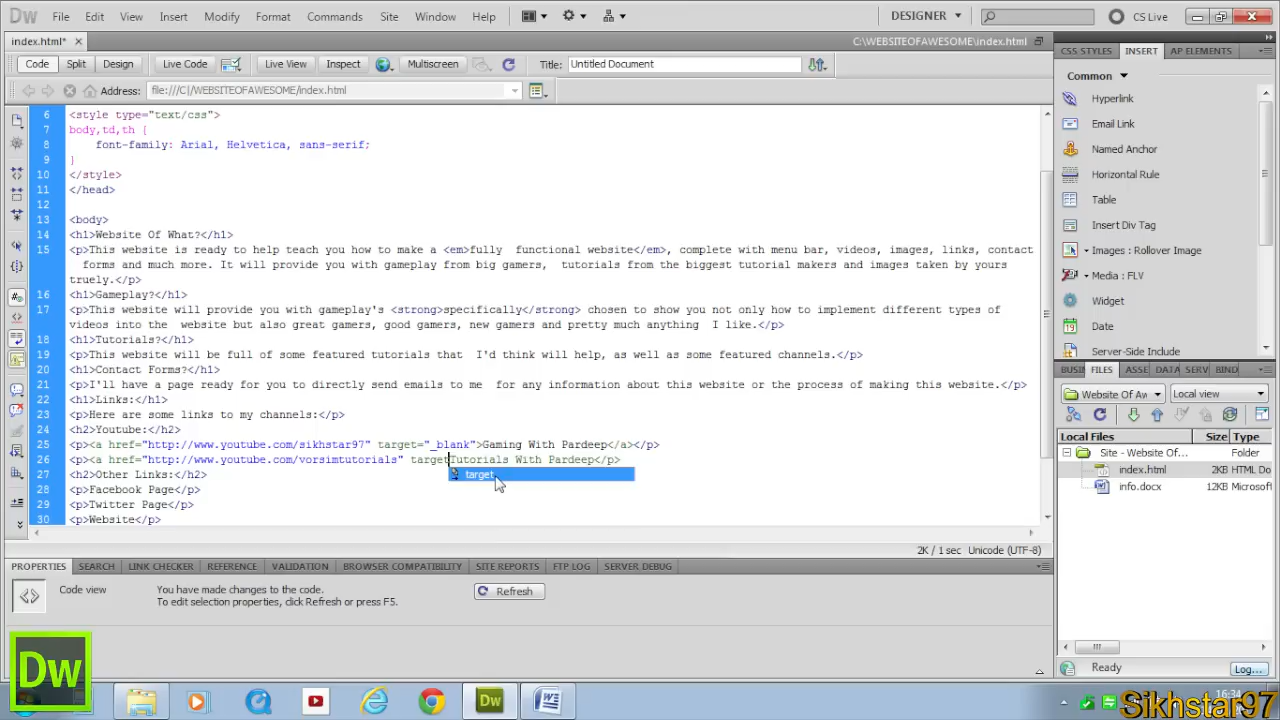 Dw File Edit View Insert Modify Format Commands Site Window Help DESIGNER CS Live
index.html* C:\WEBSITEOFAWESOME\index.html
Code Split Design Live Code Live View Inspect Multiscreen Title: Untitled Document
Address: file:///C|/WEBSITEOFAWESOME/index.html
6 <style type="text/css">
7 body,td,th {
8 font-family: Arial, Helvetica, sans-serif;
9 }
10 </style>
11 </head>
12
13 <body>
14 <h1>Website Of What?</h1>
15 <p>This website is ready to help teach you how to make a <em>fully  functional website</em>, complete with menu bar, videos, images, links, contact
forms and much more. It will provide you with gameplay from big gamers,  tutorials from the biggest tutorial makers and images taken by yours
truely.</p>
16 <h1>Gameplay?</h1>
17 <p>This website will provide you with gameplay's <strong>specifically</strong> chosen to show you not only how to implement different types of
videos into the  website but also great gamers, good gamers, new gamers and pretty much anything  I like.</p>
18 <h1>Tutorials?</h1>
19 <p>This website will be full of some featured tutorials that  I'd think will help, as well as some featured channels.</p>
20 <h1>Contact Forms?</h1>
21 <p>I'll have a page ready for you to directly send emails to me  for any information about this website or the process of making this website.</p>
22 <h1>Links:</h1>
23 <p>Here are some links to my channels:</p>
24 <h2>Youtube:</h2>
25 <p><a href="http://www.youtube.com/sikhstar97" target="_blank">Gaming With Pardeep</a></p>
26 <p><a href="http://www.youtube.com/vorsimtutorials" targetTutorials With Pardeep</p>
27 <h2>Other Links:</h2>
target
28 <p>Facebook Page</p>
29 <p>Twitter Page</p>
30 <p>Website</p>
2K / 1 sec Unicode (UTF-8)
PROPERTIES SEARCH LINK CHECKER REFERENCE VALIDATION BROWSER COMPATIBILITY SITE REPORTS FTP LOG SERVER DEBUG
Code view
You have made changes to the code.
To edit selection properties, click Refresh or press F5.
Refresh
CSS STYLES INSERT AP ELEMENTS
Common
Hyperlink
Email Link
Named Anchor
Horizontal Rule
Table
Insert Div Tag
Images : Rollover Image
Media : FLV
Widget
Date
19
Server-Side Include
BUSI FILES ASSE DATA SERV BIND
Website Of Aw Local view
Local Files Size Type
Site - Website Of... Folder
index.html 2KB HTML Do
info.docx 12KB Microsof
Ready Log...
Dw
Dw
W
16:34
Sikhstar97